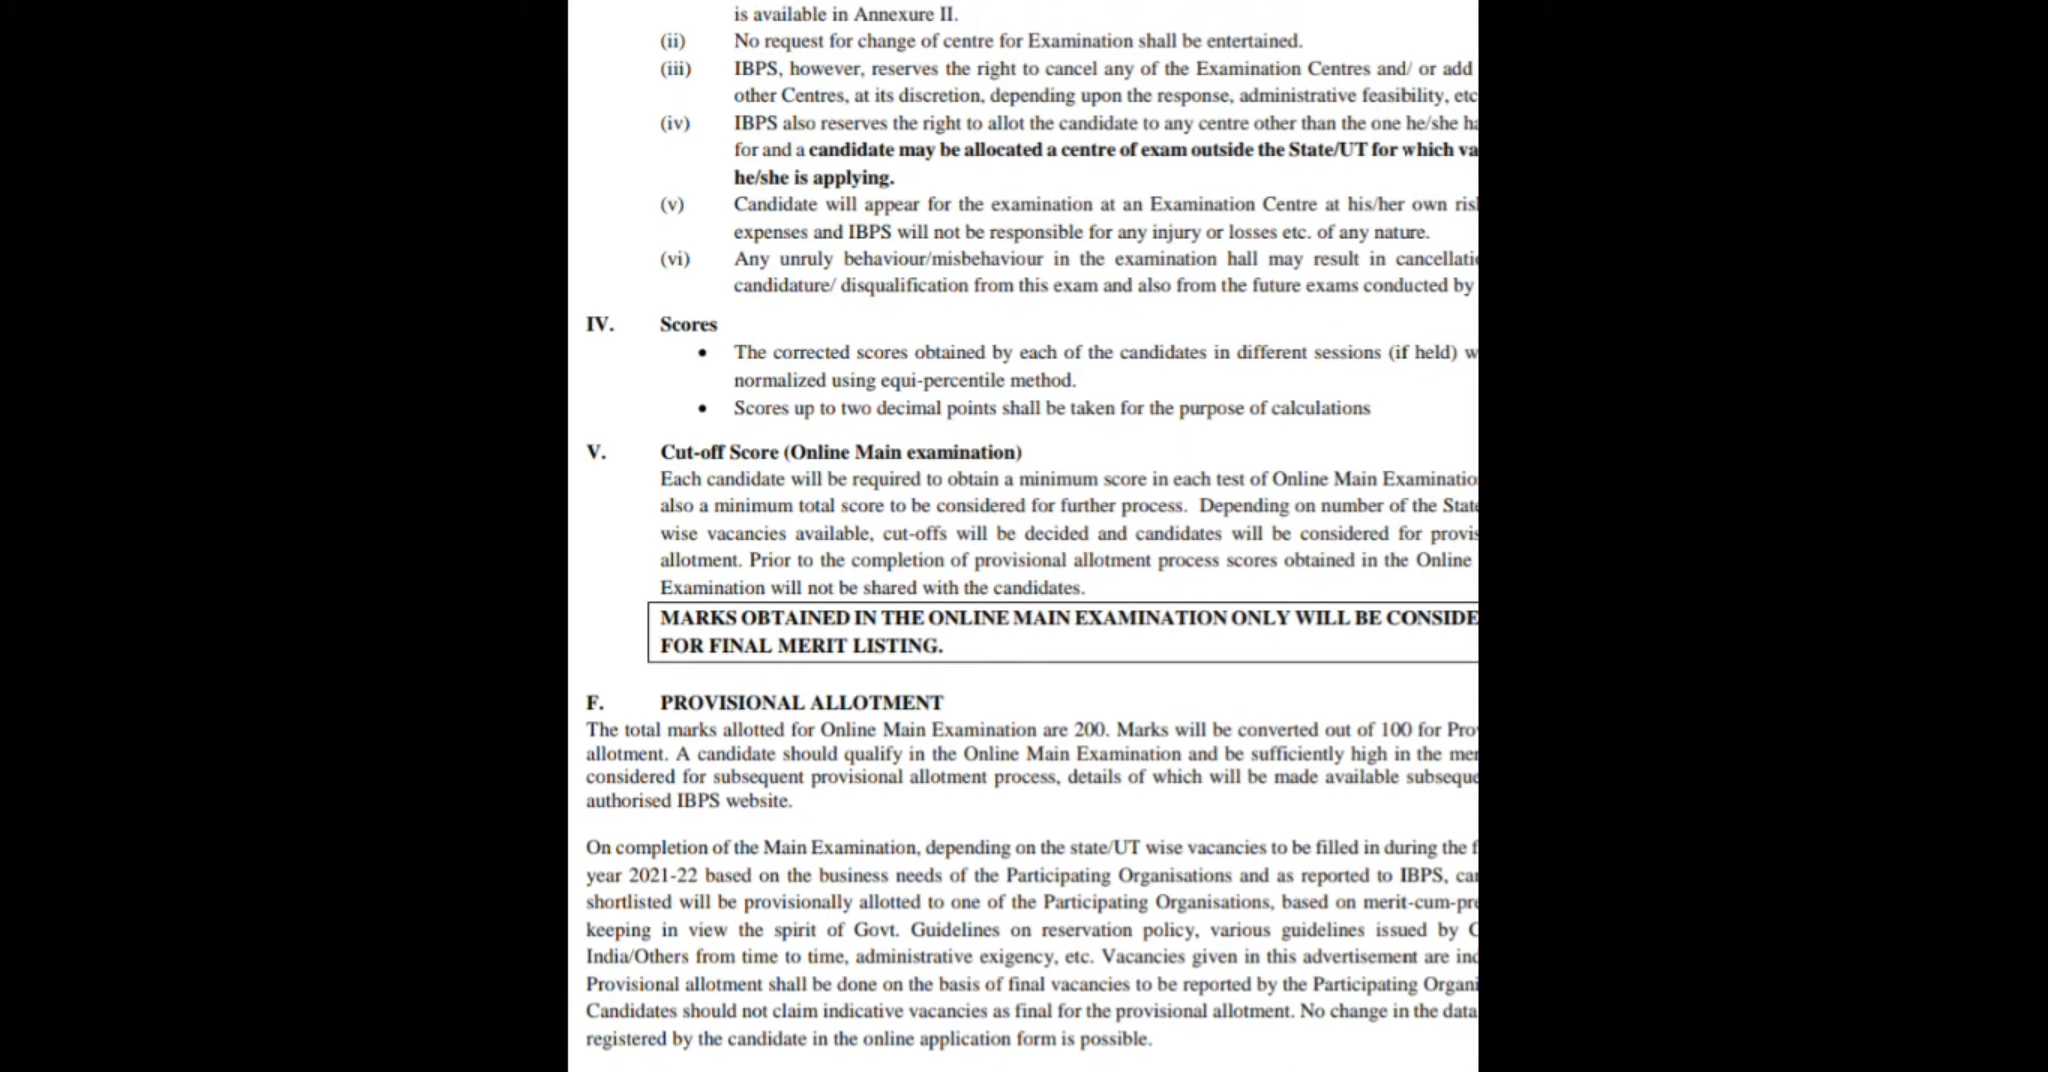 is available in Annexure II.
(ii) No request for change of centre for Examination shall be entertained.
(iii) IBPS, however, reserves the right to cancel any of the Examination Centres and/ or add
other Centres, at its discretion, depending upon the response, administrative feasibility, etc
(iv) IBPS also reserves the right to allot the candidate to any centre other than the one he/she
for and a candidate may be allocated a centre of exam outside the State/UT for which
he/she is applying.
(v) Candidate will appear for the examination at an Examination Centre at his/her own
expenses and IBPS will not be responsible for any injury or losses etc. of any nature.
(vi) Any unruly behaviour/misbehaviour in the examination hall may result in
candidature/ disqualification from this exam and also from the future exams conducted by
IV. Scores
• The corrected scores obtained by each of the candidates in different sessions (if held)
normalized using equi-percentile method.
• Scores up to two decimal points shall be taken for the purpose of calculations
V. Cut-off Score (Online Main examination)
Each candidate will be required to obtain a minimum score in each test of Online Main
also a minimum total score to be considered for further process. Depending on number of the
wise vacancies available, cut-offs will be decided and candidates will be considered for
allotment. Prior to the completion of provisional allotment process scores obtained in the Online
Examination will not be shared with the candidates.
MARKS OBTAINED IN THE ONLINE MAIN EXAMINATION ONLY WILL BE
FOR FINAL MERIT LISTING.
F. PROVISIONAL ALLOTMENT
The total marks allotted for Online Main Examination are 200. Marks will be converted out of 100 for
allotment. A candidate should qualify in the Online Main Examination and be sufficiently high in the
considered for subsequent provisional allotment process, details of which will be made available
authorised IBPS website.
On completion of the Main Examination, depending on the state/UT wise vacancies to be filled in during the
year 2021-22 based on the business needs of the Participating Organisations and as reported to IBPS,
shortlisted will be provisionally allotted to one of the Participating Organisations, based on
keeping in view the spirit of Govt. Guidelines on reservation policy, various guidelines issued by
India/Others from time to time, administrative exigency, etc. Vacancies given in this advertisement are
Provisional allotment shall be done on the basis of final vacancies to be reported by the Participating
Candidates should not claim indicative vacancies as final for the provisional allotment. No change in the data
registered by the candidate in the online application form is possible.